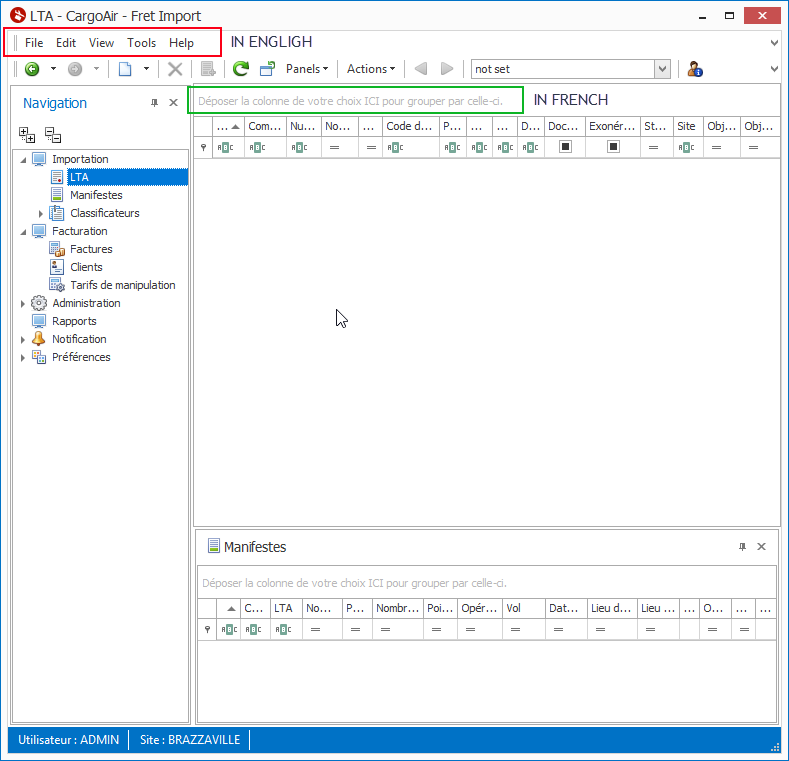 LTA - CargoAir - Fret Import
File Edit View Tools Help IN ENGLIGH
Panels Actions not set
Navigation
Déposer la colonne de votre choix ICI pour grouper par celle-ci. IN FRENCH
... Com... Nu... No... ... Code d... P... ... ... D... Doc... Exonér... St... Site Obj... Obj...
Importation
LTA
Manifestes
Classificateurs
Facturation
Factures
Clients
Tarifs de manipulation
Administration
Rapports
Notification
Préférences
Manifestes
Déposer la colonne de votre choix ICI pour grouper par celle-ci.
C... LTA No... P... Nombr... Poi... Opér... Vol Dat... Lieu d... Lieu ... ... O... ... ...
Utilisateur : ADMIN Site : BRAZZAVILLE